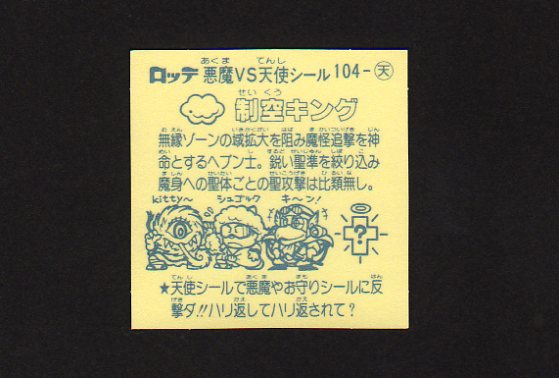 ロッテ 悪魔VS天使シール 104-天
制空キング
無縁ゾーンの域拡大を阻み魔怪追撃を神
命とするヘブン士。鋭い聖準を絞り込み
魔身への聖体ごとの聖攻撃は比類無し。
kitty〜 シュゴルク キ〜ン!
?
★天使シールで悪魔やお守りシールに反
撃ダ!!ハリ返してハリ返されて?